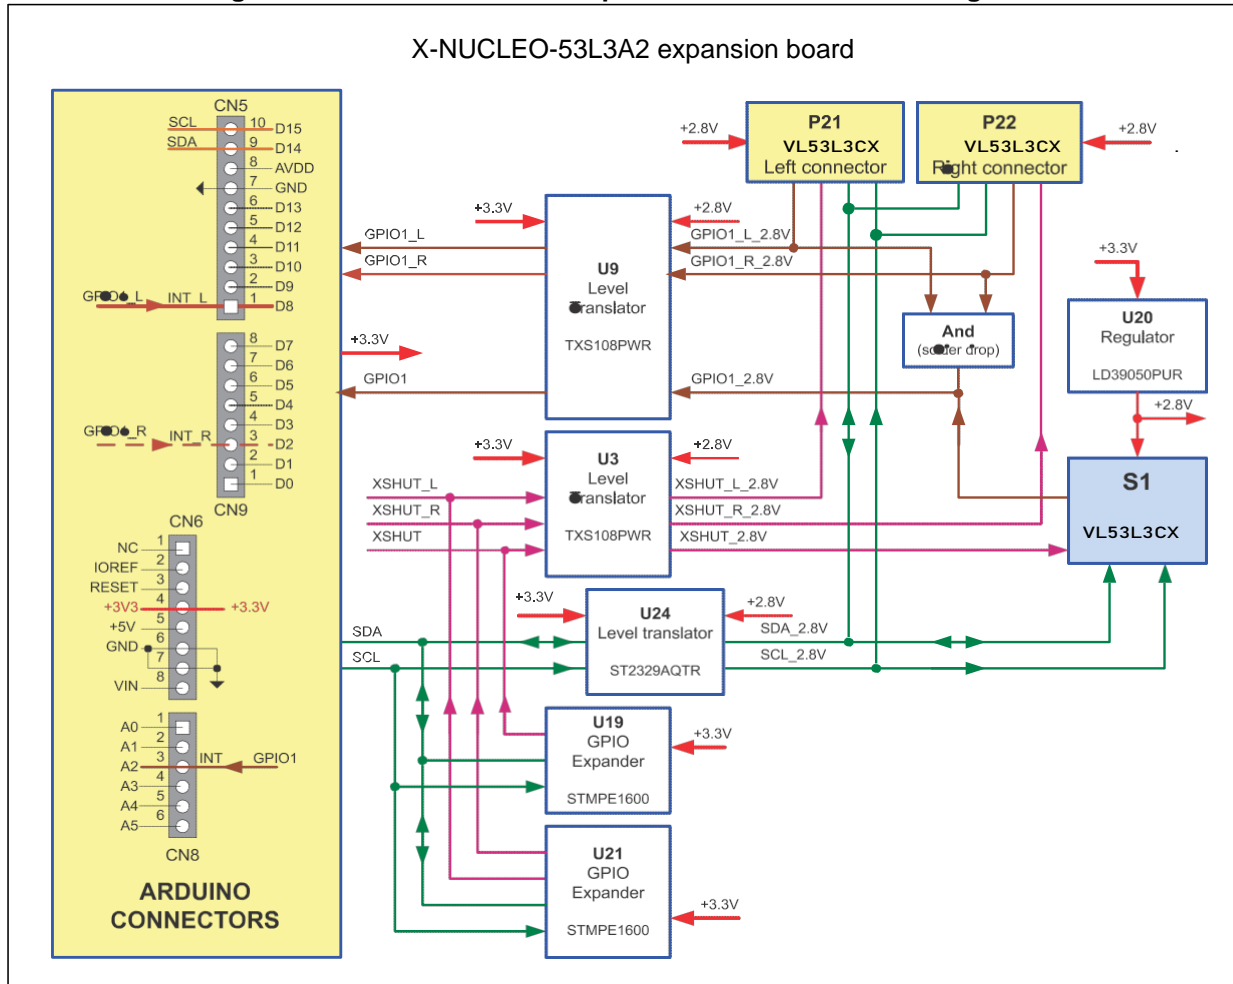 X-NUCLEO-53L3A2 expansion board
CN5
SCL 10 D15
SDA 9 D14
8 AVDD
7 GND
6 D13
5 D12
4 D11
3 D10
2 D9
INT_L 1 D8
8 D7
7 D6
6 D5
5 D4
4 D3
INT_R 3 D2
2 D1
1 D0
CN9
CN6
NC 1
IOREF 2
RESET 3
+3V3 4 +3.3V
+5V 5
GND 6
7
VIN 8
A0 1
A1 2
A2 3 INT GPIO1
A3 4
A4 5
A5 6
CN8
ARDUINO
CONNECTORS
GPIO1_L
GPIO1_R
+3.3V
GPIO1
XSHUT_L
XSHUT_R
XSHUT
SDA
SCL
+3.3V
+2.8V
U9
Level
TXS108PWR
GPIO1_L_2.8V
GPIO1_R_2.8V
GPIO1_2.8V
+3.3V
+2.8V
U3
Level
TXS108PWR
XSHUT_L_2.8V
XSHUT_R_2.8V
XSHUT_2.8V
+3.3V
+2.8V
U24
Level translator
ST2329AQTR
SDA_2.8V
SCL_2.8V
U19
GPIO
Expander
STMPE1600
+3.3V
U21
GPIO
Expander
STMPE1600
+3.3V
+2.8V
P21
VL53L3CX
Left connector
P22
VL53L3CX
connector
+2.8V
And
drop)
+3.3V
U20
Regulator
LD39050PUR
+2.8V
S1
VL53L3CX